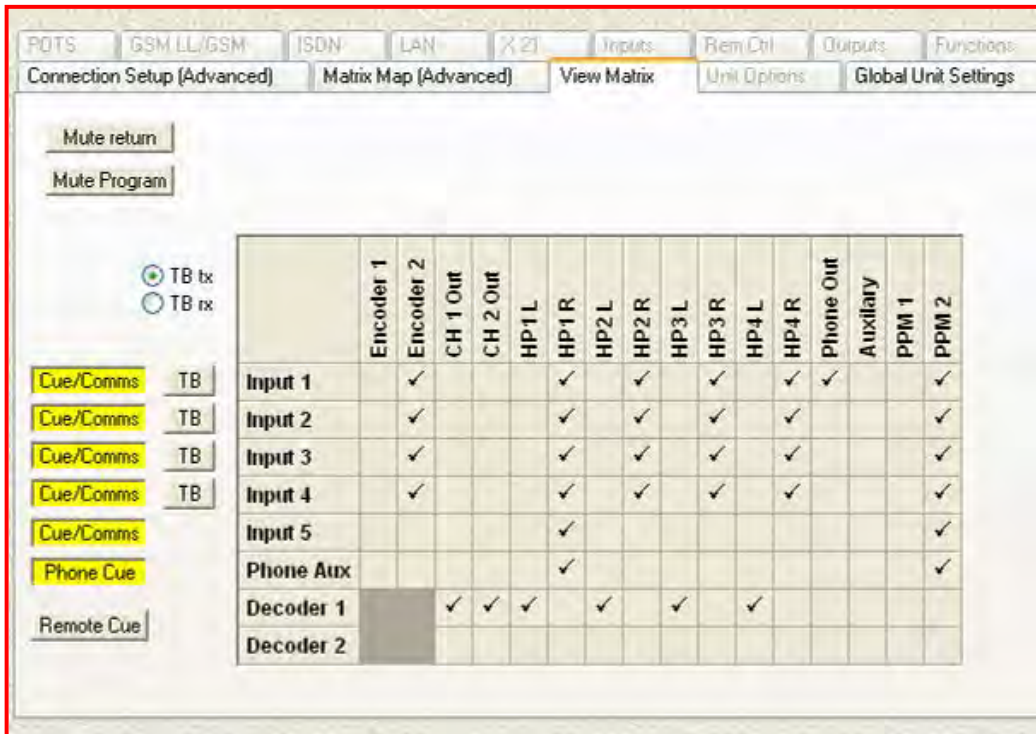 POTS GSM LL/GSM ISDN LAN X 21 Inputs Rem Ctrl Outputs Functions
Connection Setup (Advanced) Matrix Map (Advanced) View Matrix Unit Options Global Unit Settings
Mute return
Mute Program
TB tx
TB rx
Encoder 1 Encoder 2 CH 1 Out CH 2 Out HP1 L HP1 R HP2 L HP2 R HP3 L HP3 R HP4 L HP4 R Phone Out Auxilary PPM 1 PPM 2
Cue/Comms TB Input 1
Cue/Comms TB Input 2
Cue/Comms TB Input 3
Cue/Comms TB Input 4
Cue/Comms Input 5
Phone Cue Phone Aux
Decoder 1
Remote Cue
Decoder 2